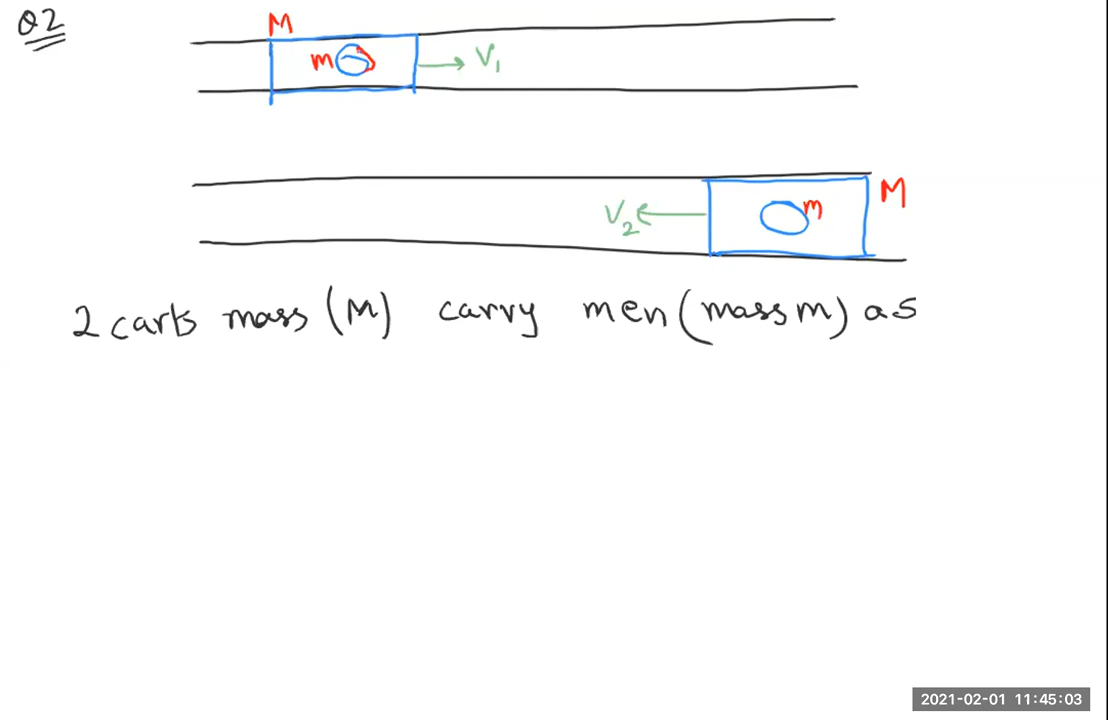 Q2
M
m
V₁
V₂
m
M
2 carts mass (M) carry men (mass m) as
2021-02-01 11:45:03